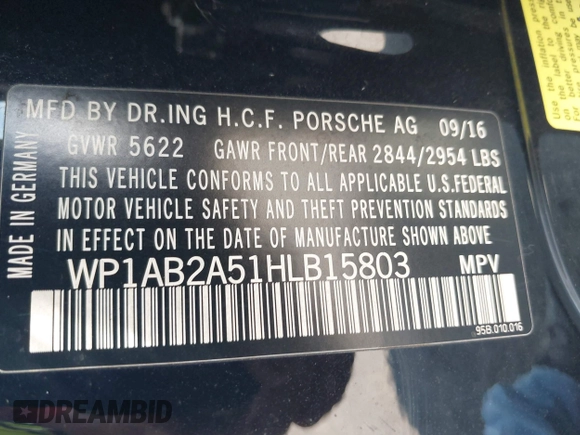 MFD BY DR.ING H.C.F. PORSCHE AG 09/16
GVWR 5622 GAWR FRONT/REAR 2844/2954 LBS
THIS VEHICLE CONFORMS TO ALL APPLICABLE U.S.FEDERAL
MOTOR VEHICLE SAFETY AND THEFT PREVENTION STANDARDS
IN EFFECT ON THE DATE OF MANUFACTURE SHOWN ABOVE
WP1AB2A51HLB15803 MPV
95B.010.016
MADE IN GERMANY
DREAMBID